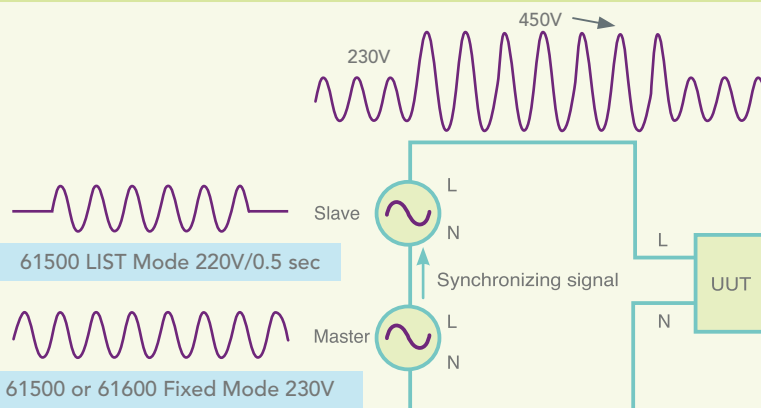 450V
230V
L
Slave
N
L
61500 LIST Mode 220V/0.5 sec
Synchronizing signal
UUT
L
N
Master
N
61500 or 61600 Fixed Mode 230V